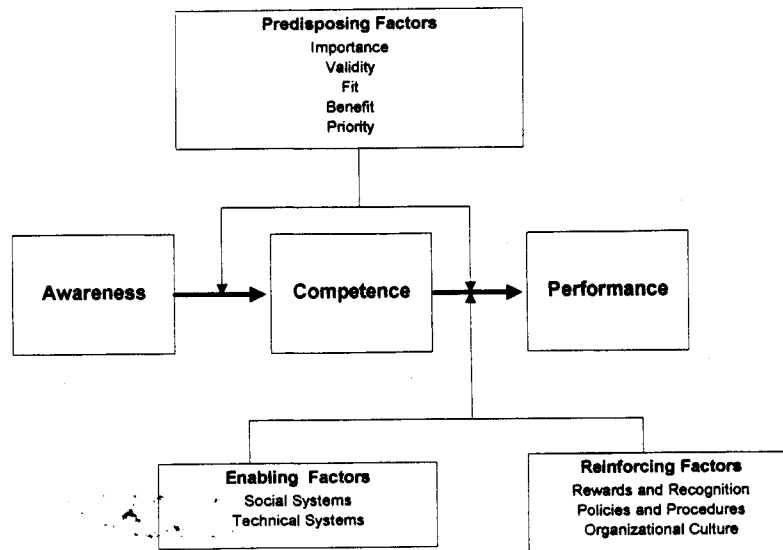 Predisposing Factors
Importance
Validity
Fit
Benefit
Priority
Awareness
Competence
Performance
Enabling Factors
Social Systems
Technical Systems
Reinforcing Factors
Rewards and Recognition
Policies and Procedures
Organizational Culture